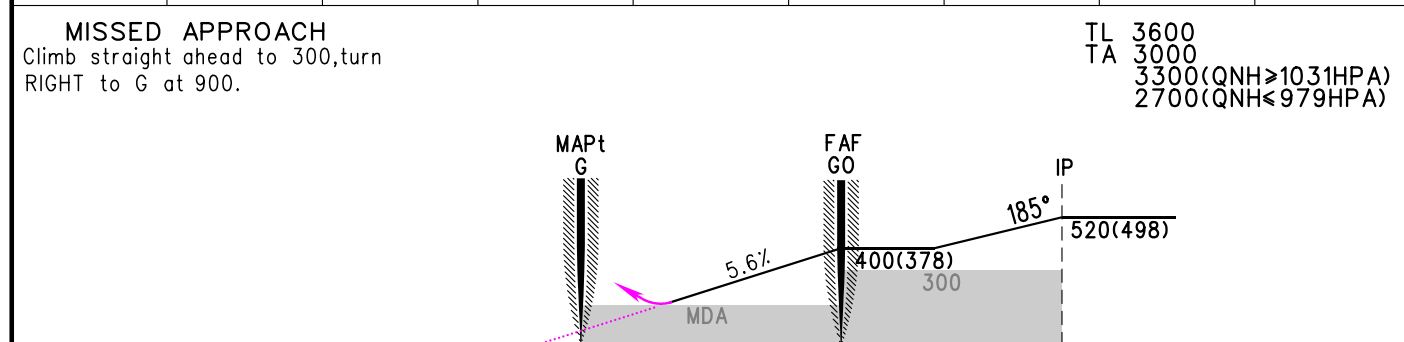 MISSED APPROACH
Climb straight ahead to 300,turn
RIGHT to G at 900.
TL 3600
TA 3000
3300(QNH≥1031HPA)
2700(QNH≤979HPA)
MAPt
G
FAF
GO
IP
185°
520(498)
5.6%
400(378)
300
MDA